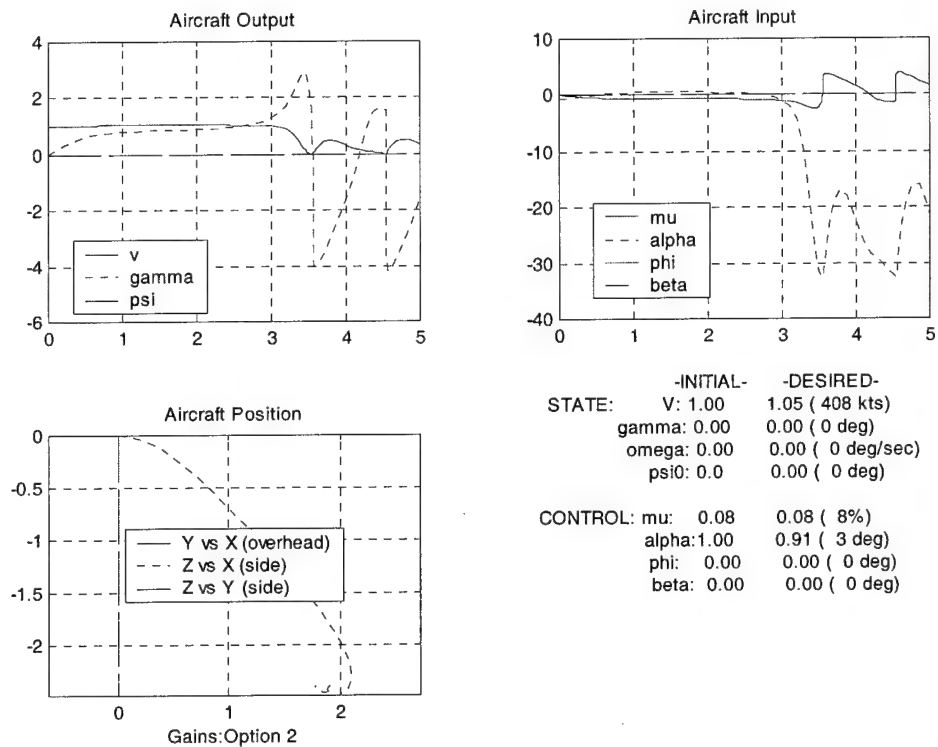 Aircraft Output
4
2
0
-2
-4
-6
v
gamma
psi
0 1 2 3 4 5
Aircraft Input
10
0
-10
-20
-30
-40
mu
alpha
phi
beta
0 1 2 3 4 5
Aircraft Position
0
-0.5
-1
-1.5
-2
Y vs X (overhead)
Z vs X (side)
Z vs Y (side)
0 1 2
Gains:Option 2
-INITIAL- -DESIRED-
STATE: V: 1.00 1.05 ( 408 kts)
gamma: 0.00 0.00 ( 0 deg)
omega: 0.00 0.00 ( 0 deg/sec)
psi0: 0.0 0.00 ( 0 deg)
CONTROL: mu: 0.08 0.08 ( 8%)
alpha:1.00 0.91 ( 3 deg)
phi: 0.00 0.00 ( 0 deg)
beta: 0.00 0.00 ( 0 deg)